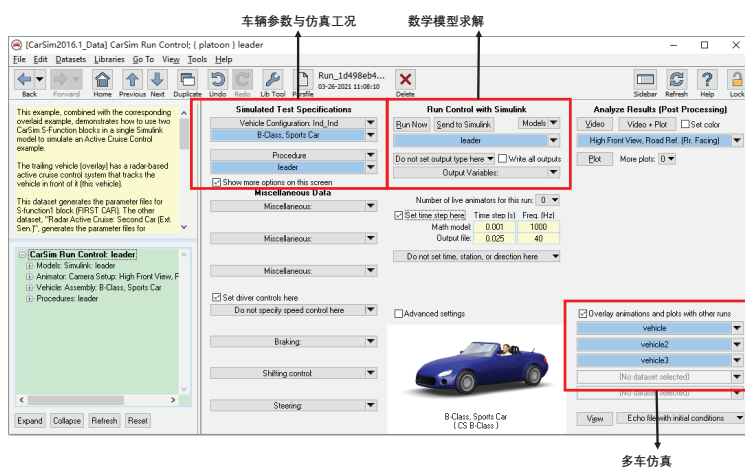 车辆参数与仿真工况
数学模型求解
[CarSim2016.1_Data] CarSim Run Control; { platoon } leader
File Edit Datasets Libraries Go To View Tools Help
Back Forward Home Previous Next Duplicate Undo Redo Lib Tool Parsfile
Run_1d498eb4...
03-26-2021 11:08:10
Delete
Sidebar Refresh Help Lock
This example, combined with the corresponding
overlaid example, demonstrates how to use two
CarSim S-Function blocks in a single Simulink
model to simulate an Active Cruise Control
example.
The trailing vehicle (overlay) has a radar-based
active cruise control system that tracks the
vehicle in front of it (this vehicle).
This dataset generates the parameter files for
S-function1 block (FIRST CAR). The other
dataset, "Radar Active Cruise: Second Car (Ext.
Sen.)", generates the parameter files for
CarSim Run Control: leader
Models: Simulink: leader
Animator: Camera Setup: High Front View, F
Vehicle: Assembly: B-Class, Sports Car
Procedures: leader
Expand Collapse Refresh Reset
Simulated Test Specifications
Vehicle Configuration: Ind_Ind
B-Class, Sports Car
Procedure
leader
Show more options on this screen
Miscellaneous Data
Miscellaneous:
Miscellaneous:
Miscellaneous:
Set driver controls here
Do not specify speed control here
Braking:
Shifting control:
Steering:
Run Control with Simulink
Run Now Send to Simulink Models
leader
Do not set output type here Write all outputs
Output Variables:
Number of live animators for this run: 0
Set time step here Time step (s) Freq. (Hz)
Math model: 0.001 1000
Output file: 0.025 40
Do not set time, station, or direction here
Advanced settings
B-Class, Sports Car
{ CS B-Class }
Analyze Results (Post Processing)
Video Video + Plot Set color
High Front View, Road Ref. (Rr. Facing)
Plot More plots: 0
Overlay animations and plots with other runs
vehicle
vehicle2
vehicle3
{No dataset selected}
{No dataset selected}
View Echo file with initial conditions
多车仿真